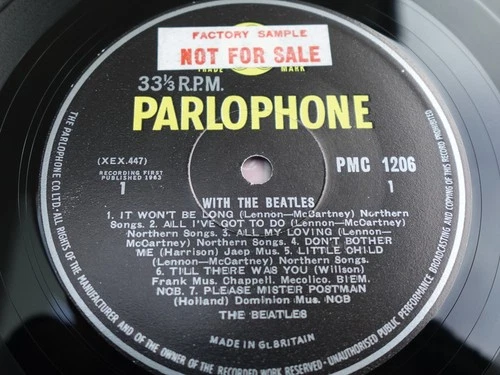 FACTORY SAMPLE
NOT FOR SALE
TRADE MARK
33⅓ R.P.M.
PARLOPHONE
(XEX.447)
PMC 1206
RECORDING FIRST
PUBLISHED 1963
1
1
WITH THE BEATLES
1. IT WON'T BE LONG (Lennon—McCartney) Northern
Songs. 2. ALL I'VE GOT TO DO (Lennon—McCartney)
Northern Songs. 3. ALL MY LOVING (Lennon—
McCartney) Northern Songs. 4. DON'T BOTHER
ME (Harrison) Jaep Mus. 5. LITTLE CHILD
(Lennon—McCartney) Northern Songs.
6. TILL THERE WAS YOU (Willson)
Frank Mus. Chappell. Mecolico. BIEM.
NOB. 7. PLEASE MISTER POSTMAN
(Holland) Dominion Mus. NOB
THE BEATLES
MADE IN GT. BRITAIN
THE PARLOPHONE CO. LTD. ALL RIGHTS OF THE MANUFACTURER AND OF THE OWNER OF THE RECORDED WORK RESERVED · UNAUTHORISED PUBLIC PERFORMANCE BROADCASTING AND COPYING OF THIS RECORD PROHIBITED